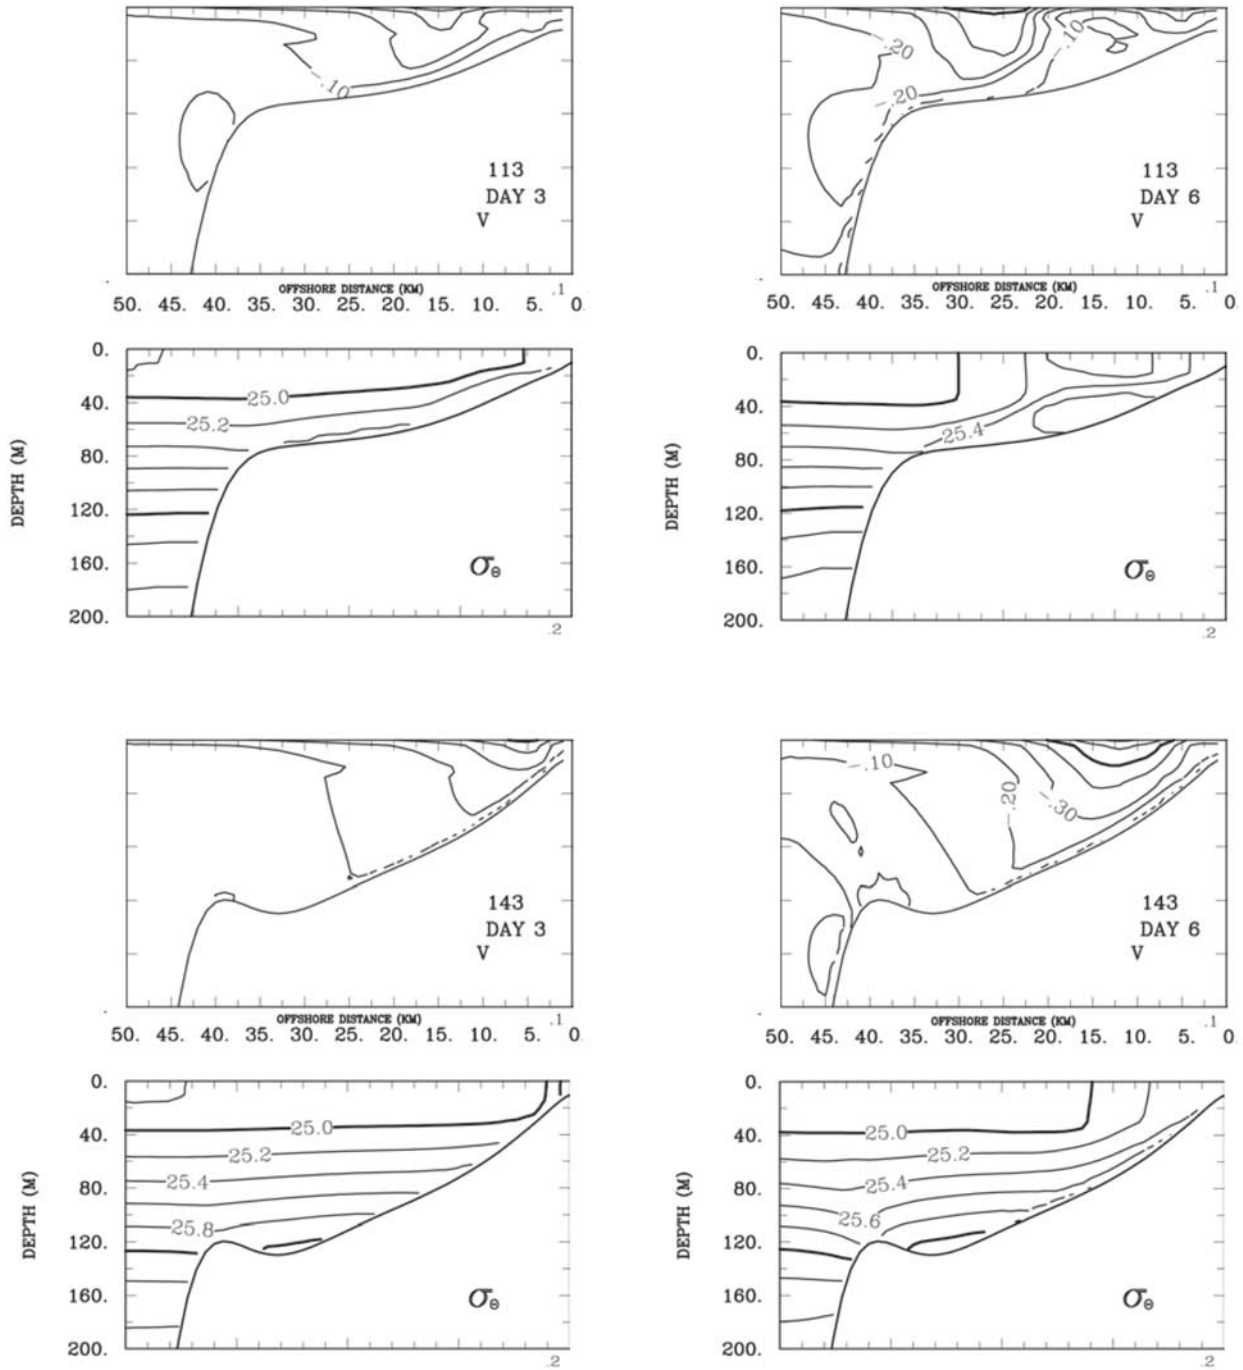 -.10
113
DAY 3
V
OFFSHORE DISTANCE (KM) .1
50. 45. 40. 35. 30. 25. 20. 15. 10. 5. 0.
-.20
-.10
-.20
113
DAY 6
V
OFFSHORE DISTANCE (KM) .1
50. 45. 40. 35. 30. 25. 20. 15. 10. 5. 0.
DEPTH (M)
0.
40.
80.
120.
160.
200.
25.0
25.2
σΘ
.2
DEPTH (M)
0.
40.
80.
120.
160.
200.
25.4
σΘ
.2
143
DAY 3
V
OFFSHORE DISTANCE (KM) .1
50. 45. 40. 35. 30. 25. 20. 15. 10. 5. 0.
-.10
-.20
-.30
143
DAY 6
V
OFFSHORE DISTANCE (KM) .1
50. 45. 40. 35. 30. 25. 20. 15. 10. 5. 0.
DEPTH (M)
0.
40.
80.
120.
160.
200.
25.0
25.2
25.4
25.8
σΘ
.2
DEPTH (M)
0.
40.
80.
120.
160.
200.
25.0
25.2
25.4
25.6
σΘ
.2